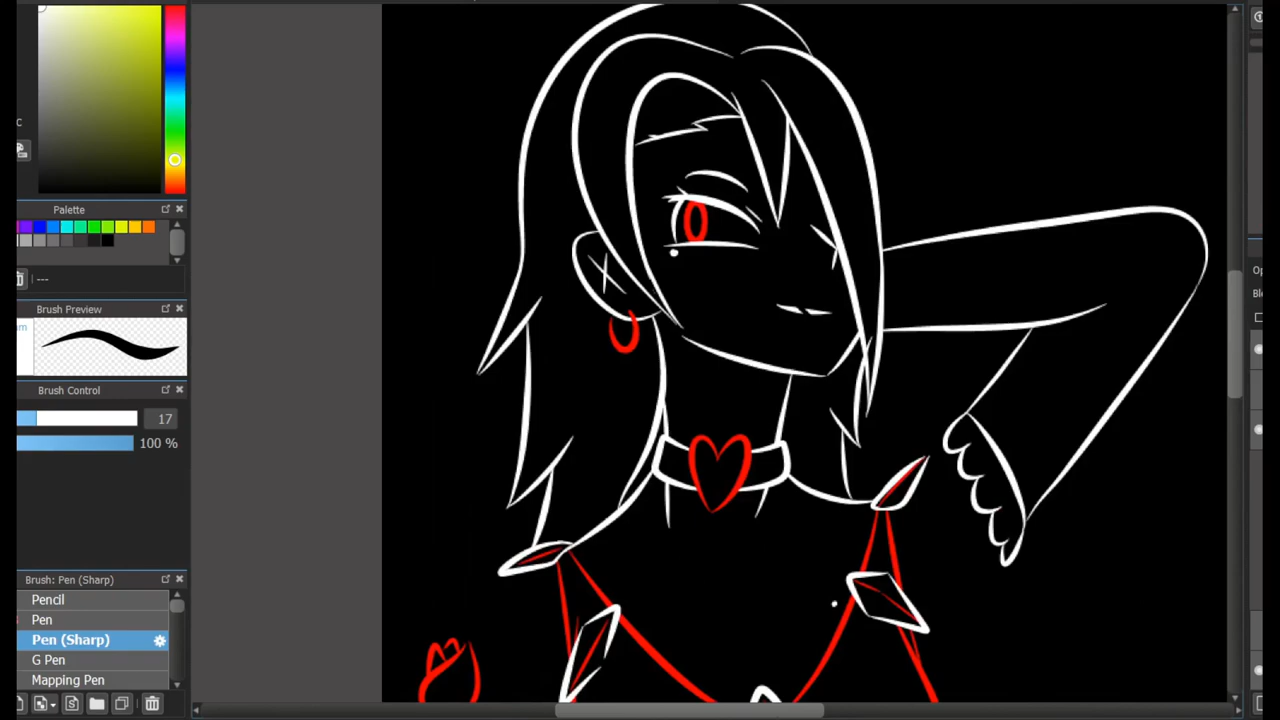 C
Palette
---
Brush Preview
Brush Control
17
100 %
Brush: Pen (Sharp)
Pencil
Pen
Pen (Sharp)
G Pen
Mapping Pen